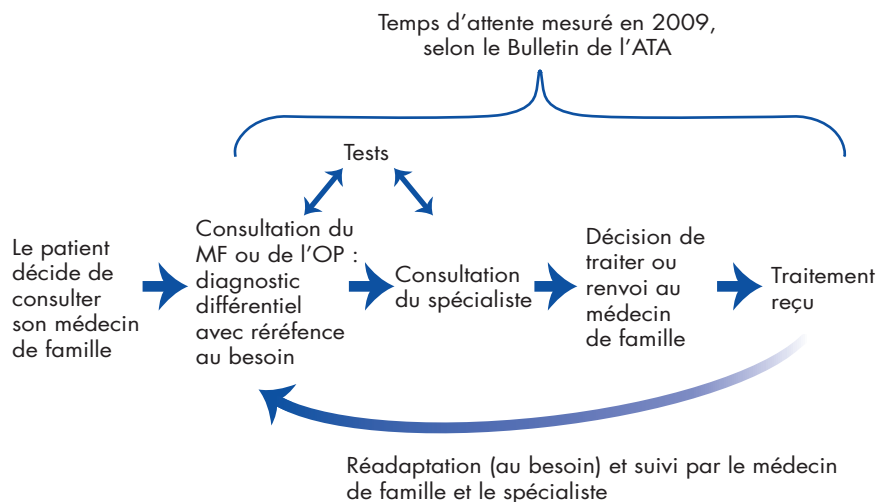 Temps d’attente mesuré en 2009,
selon le Bulletin de l’ATA
Tests
Le patient
décide de
consulter
son médecin
de famille
Consultation du
MF ou de l’OP :
diagnostic
différentiel
avec réréfence
au besoin
Consultation
du spécialiste
Décision de
traiter ou
renvoi au
médecin
de famille
Traitement
reçu
Réadaptation (au besoin) et suivi par le médecin
de famille et le spécialiste